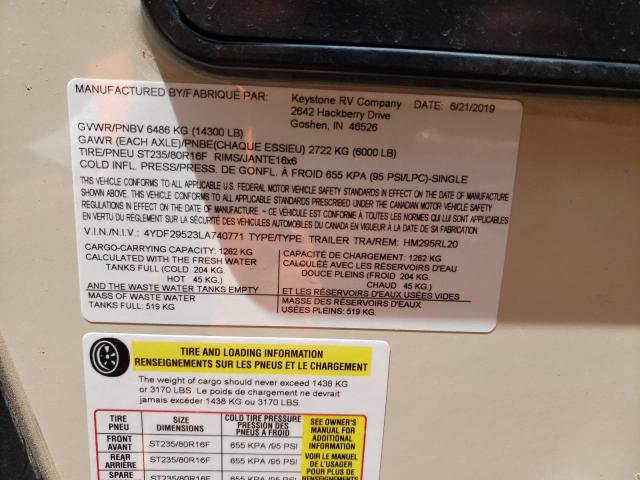 MANUFACTURED BY/FABRIQUÉ PAR: Keystone RV Company DATE: 6/21/2019
2642 Hackberry Drive
Goshen, IN 46526
GVWR/PNBV 6486 KG (14300 LB)
GAWR (EACH AXLE)/PNBE(CHAQUE ESSIEU) 2722 KG (6000 LB)
TIRE/PNEU ST235/80R16F RIMS/JANTE16x6
COLD INFL. PRESS/PRESS. DE GONFL. À FROID 655 KPA (95 PSI/LPC)-SINGLE
THIS VEHICLE CONFORMS TO ALL APPLICABLE U.S. FEDERAL MOTOR VEHICLE SAFETY STANDARDS IN EFFECT ON THE DATE OF MANUFACTURE
SHOWN ABOVE. THIS VEHICLE CONFORMS TO ALL APPLICABLE STANDARDS PRESCRIBED UNDER THE CANADIAN MOTOR VEHICLE SAFETY
REGULATIONS IN EFFECT ON THE DATE OF MANUFACTURE - CE VÉHICULE EST CONFORME À TOUTES LES NORMES QUI LUI SONT APPLICABLES
EN VERTU DU RÈGLEMENT SUR LA SÉCURITÉ DES VÉHICULES AUTOMOBILES DU CANADA EN VIGUEUR À LA DATE DE SA FABRICATION.
V.I.N./N.I.V.: 4YDF29523LA740771 TYPE/TYPE: TRAILER TRA/REM: HM295RL20
CARGO-CARRYING CAPACITY: 1262 KG
CALCULATED WITH THE FRESH WATER
TANKS FULL (COLD 204 KG.
HOT 45 KG.)
AND THE WASTE WATER TANKS EMPTY
MASS OF WASTE WATER
TANKS FULL: 519 KG
CAPACITÉ DE CHARGEMENT: 1262 KG
CALCULÉE AVEC LES RÉSERVOIRS D'EAU
DOUCE PLEINS (FROID 204 KG.
CHAUD 45 KG.)
ET LES RÉSERVOIRS D'EAUX USÉES VIDES
MASSE DES RÉSERVOIRS D'EAUX
USÉES PLEINS: 519 KG.
TIRE AND LOADING INFORMATION
RENSEIGNEMENTS SUR LES PNEUS ET LE CHARGEMENT
The weight of cargo should never exceed 1438 KG
or 3170 LBS. Le poids de chargement ne devrait
jamais excéder 1438 KG ou 3170 LBS.
TIRE PNEU SIZE DIMENSIONS COLD TIRE PRESSURE PRESSION DES PNEUS À FROID
FRONT AVANT ST235/80R16F 655 KPA /95 PSI
REAR ARRIÈRE ST235/80R16F 655 KPA /95 PSI
SPARE ST235/80R16F 655 KPA /95 PSI
SEE OWNER'S
MANUAL FOR
ADDITIONAL
INFORMATION
VOIR LE MANUEL
DE L'USAGER
POUR PLUS DE
RENSEIGNEMENTS